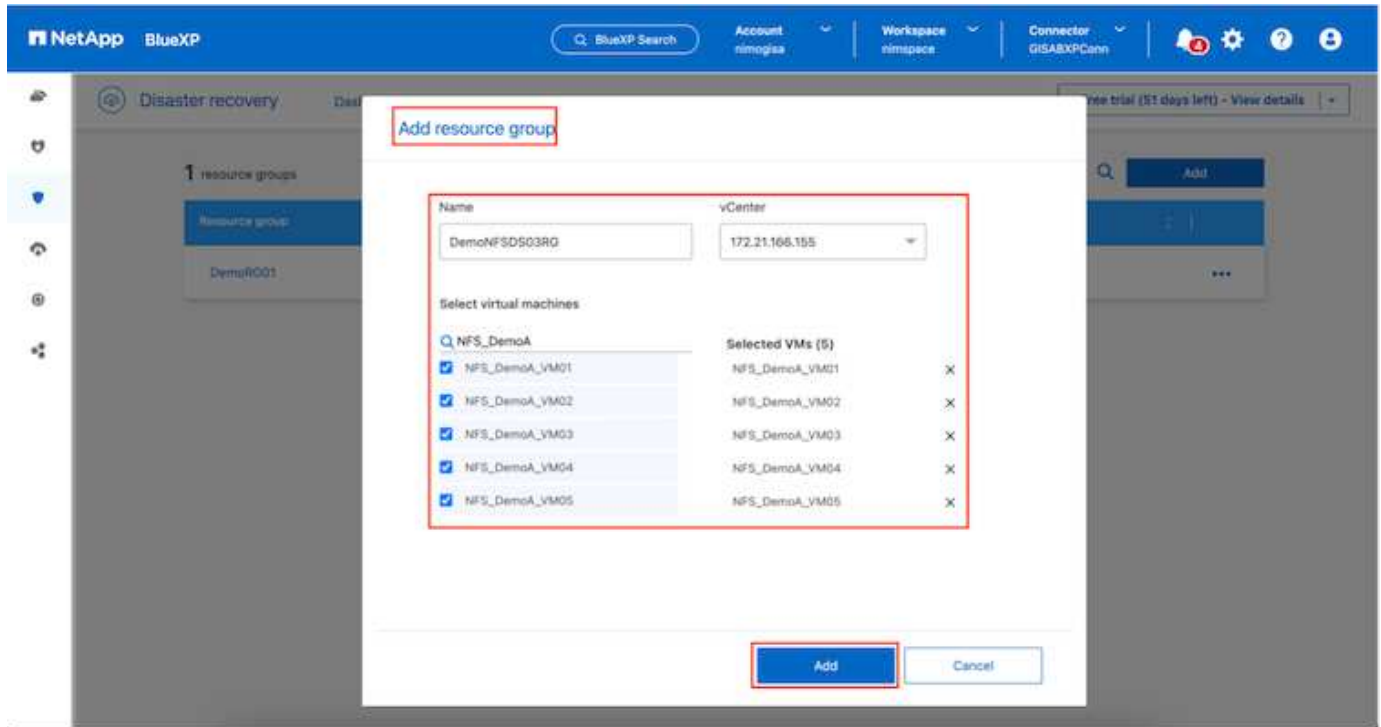 NetApp BlueXP
BlueXP Search
Account
nimogisa
Workspace
nimspace
Connector
GISABXPConn
4
Disaster recovery
Free trial (51 days left) - View details
1 resource groups
Add
Resource group
DemoRG01
Add resource group
Name
vCenter
DemoNFSDS03RG
172.21.166.155
Select virtual machines
NFS_DemoA
Selected VMs (5)
NFS_DemoA_VM01
NFS_DemoA_VM01
NFS_DemoA_VM02
NFS_DemoA_VM02
NFS_DemoA_VM03
NFS_DemoA_VM03
NFS_DemoA_VM04
NFS_DemoA_VM04
NFS_DemoA_VM05
NFS_DemoA_VM05
Add
Cancel